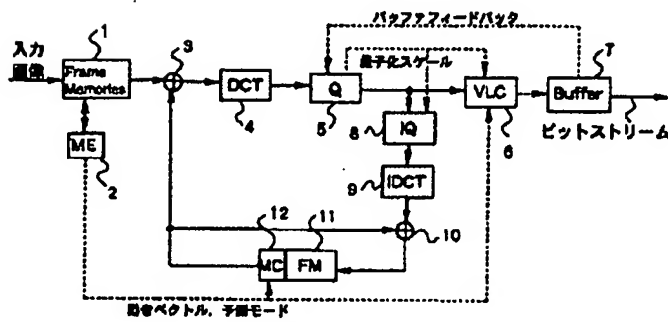 バッファフィードバック
入力
画像
1
Frame
Memories
3
DCT
4
Q
5
量子化スケール
VLC
6
7
Buffer
ビットストリーム
ME
2
8
IQ
9
IDCT
10
12
11
MC
FM
動きベクトル，予測モード